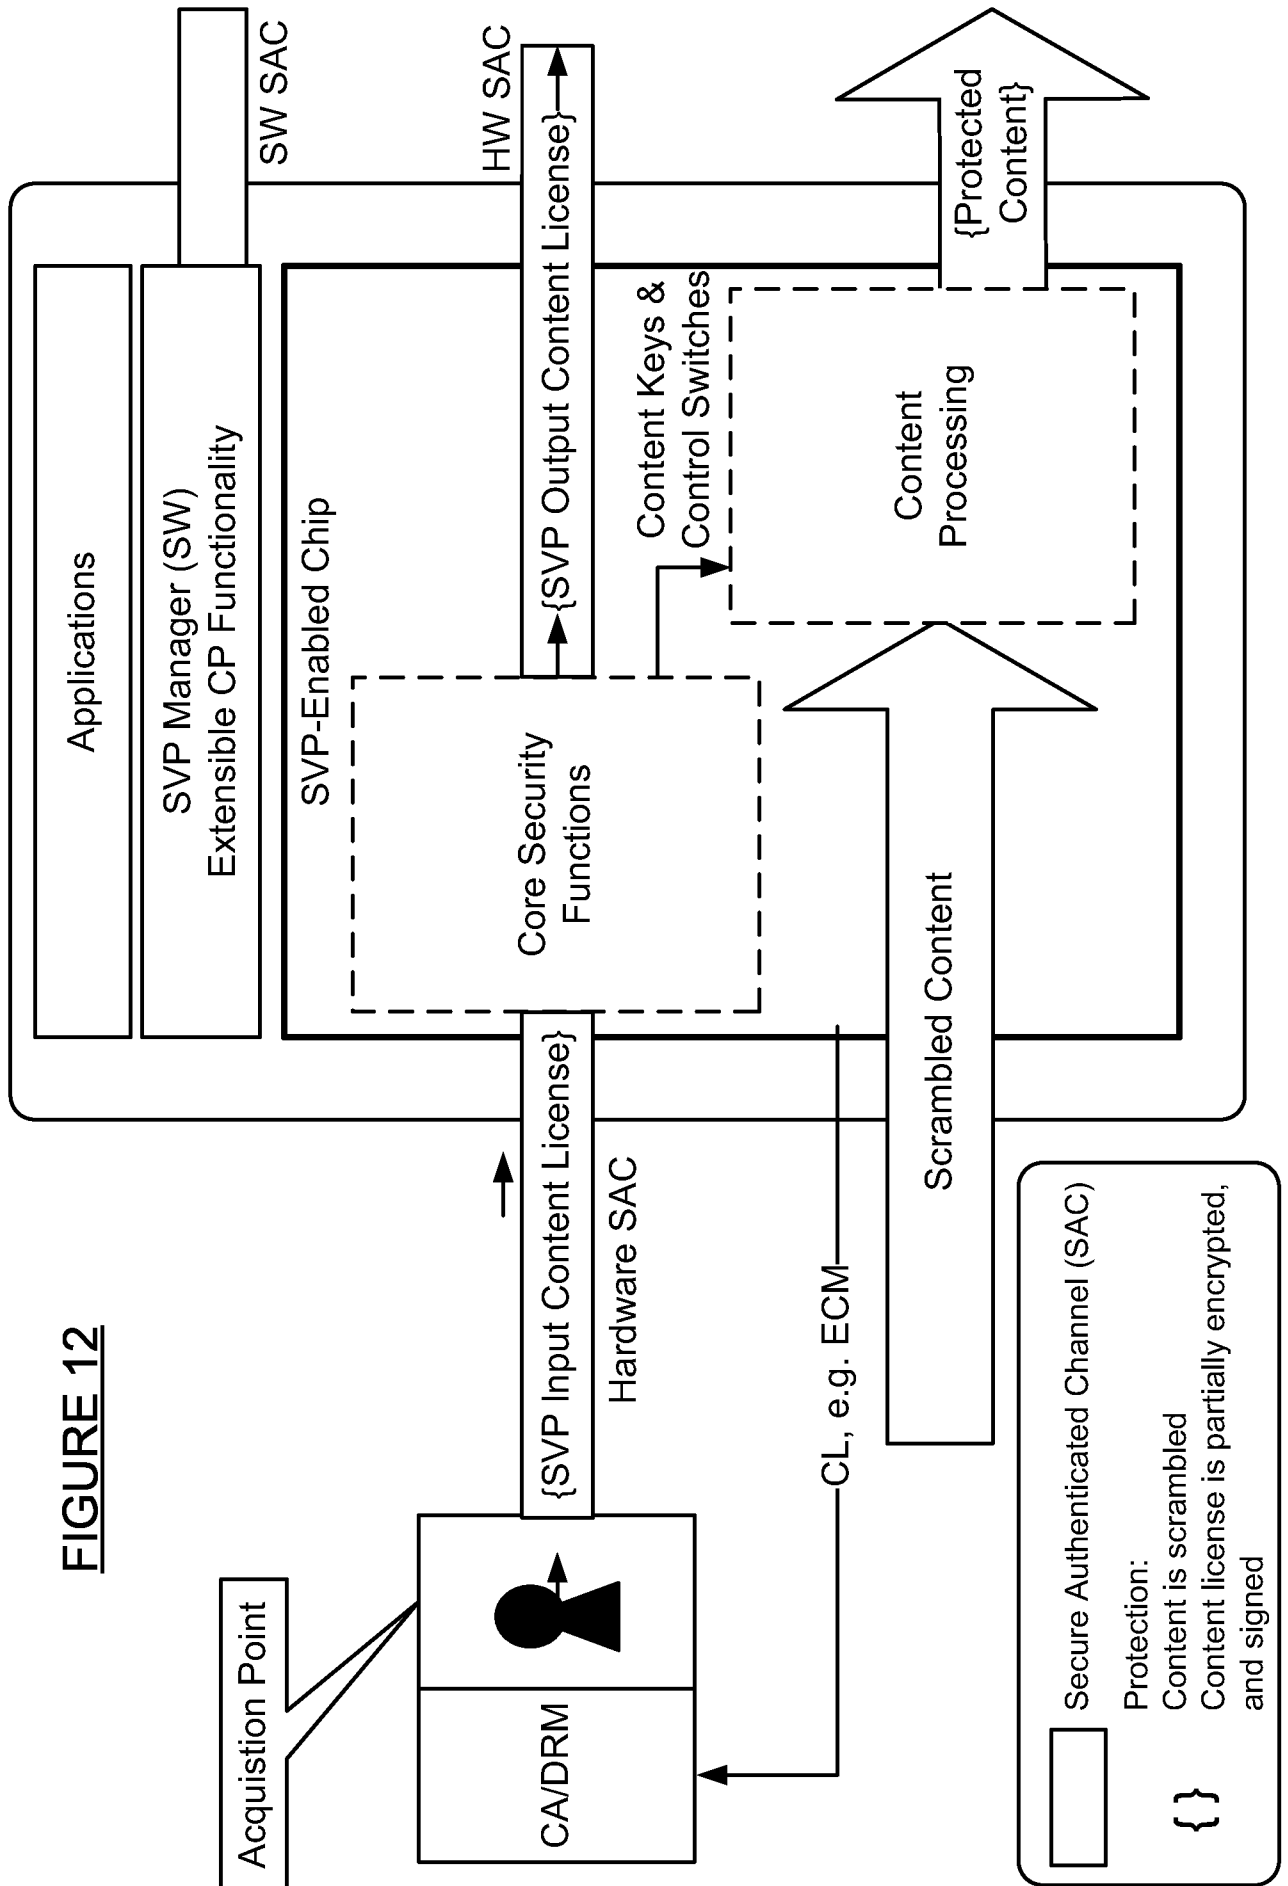 FIGURE 12
Acquistion Point
CA/DRM
{SVP Input Content License}
Hardware SAC
CL, e.g. ECM
Applications
SVP Manager (SW)
Extensible CP Functionality
SW SAC
SVP-Enabled Chip
Core Security
Functions
{SVP Output Content License}
HW SAC
Content Keys &
Control Switches
Content
Processing
{Protected
Content}
Scrambled Content
Secure Authenticated Channel (SAC)
{ }
Protection:
Content is scrambled
Content license is partially encrypted,
and signed